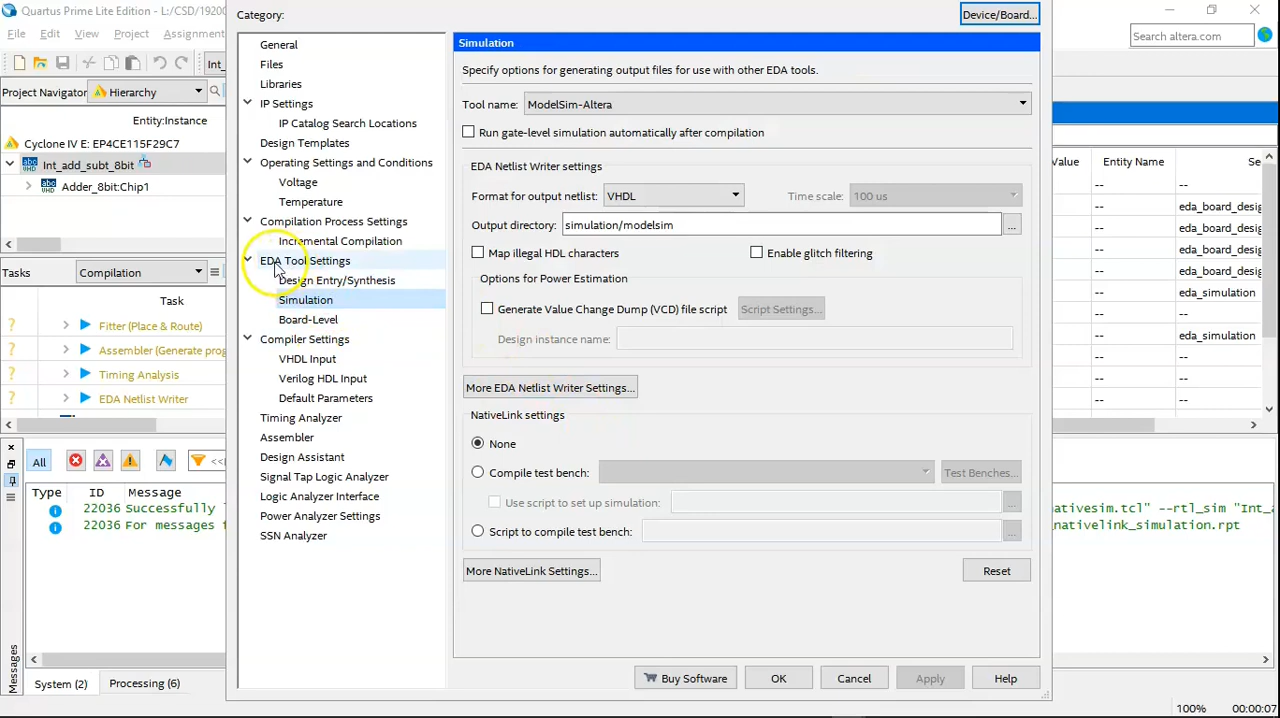 Quartus Prime Lite Edition - L:/CSD/19200
File Edit View Project Assignment
Int_
Search altera.com
Project Navigator Hierarchy
Entity:Instance
Cyclone IV E: EP4CE115F29C7
Int_add_subt_8bit
Adder_8bit:Chip1
Tasks Compilation
Task
Fitter (Place & Route)
Assembler (Generate prog
Timing Analysis
EDA Netlist Writer
All <<
Type ID Message
22036 Successfully
22036 For messages f
Messages
System (2) Processing (6)
Category:
Device/Board...
General
Files
Libraries
IP Settings
IP Catalog Search Locations
Design Templates
Operating Settings and Conditions
Voltage
Temperature
Compilation Process Settings
Incremental Compilation
EDA Tool Settings
Design Entry/Synthesis
Simulation
Board-Level
Compiler Settings
VHDL Input
Verilog HDL Input
Default Parameters
Timing Analyzer
Assembler
Design Assistant
Signal Tap Logic Analyzer
Logic Analyzer Interface
Power Analyzer Settings
SSN Analyzer
Simulation
Specify options for generating output files for use with other EDA tools.
Tool name: ModelSim-Altera
Run gate-level simulation automatically after compilation
EDA Netlist Writer settings
Format for output netlist: VHDL Time scale: 100 us
Output directory: simulation/modelsim ...
Map illegal HDL characters Enable glitch filtering
Options for Power Estimation
Generate Value Change Dump (VCD) file script Script Settings...
Design instance name:
More EDA Netlist Writer Settings...
NativeLink settings
None
Compile test bench: Test Benches...
Use script to set up simulation: ...
Script to compile test bench: ...
More NativeLink Settings... Reset
Buy Software OK Cancel Apply Help
Value Entity Name Se
--
-- eda_board_desig
-- eda_board_desig
-- eda_board_desig
-- eda_board_desig
-- eda_simulation
-- --
-- eda_simulation
-- --
-- --
-- --
nativesim.tcl" --rtl_sim "Int_a
_nativelink_simulation.rpt
100% 00:00:07